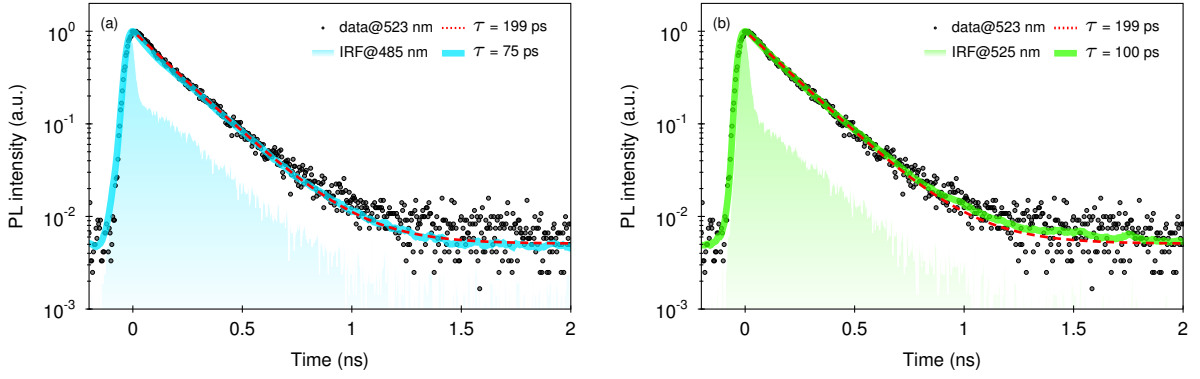 (a)
data@523 nm
τ = 199 ps
IRF@485 nm
τ = 75 ps
PL intensity (a.u.)
10⁰
10⁻¹
10⁻²
10⁻³
0 0.5 1 1.5 2
Time (ns)
(b)
data@523 nm
τ = 199 ps
IRF@525 nm
τ = 100 ps
PL intensity (a.u.)
10⁰
10⁻¹
10⁻²
10⁻³
0 0.5 1 1.5 2
Time (ns)